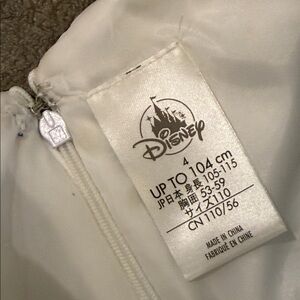 Disney
4
UP TO 104 cm
JP日本 身長 105-115
胸囲 53-59
サイズ110
CN 110/56
MADE IN CHINA
FABRIQUÉ EN CHINE